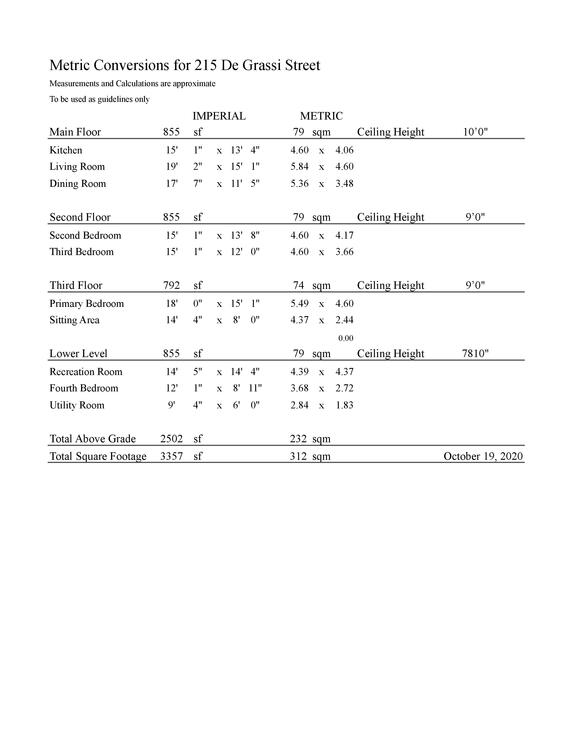 Metric Conversions for 215 De Grassi Street
Measurements and Calculations are approximate
To be used as guidelines only
IMPERIAL METRIC
Main Floor 855 sf 79 sqm Ceiling Height 10’0"
Kitchen 15' 1" x 13' 4" 4.60 x 4.06
Living Room 19' 2" x 15' 1" 5.84 x 4.60
Dining Room 17' 7" x 11' 5" 5.36 x 3.48
Second Floor 855 sf 79 sqm Ceiling Height 9’0"
Second Bedroom 15' 1" x 13' 8" 4.60 x 4.17
Third Bedroom 15' 1" x 12' 0" 4.60 x 3.66
Third Floor 792 sf 74 sqm Ceiling Height 9’0"
Primary Bedroom 18' 0" x 15' 1" 5.49 x 4.60
Sitting Area 14' 4" x 8' 0" 4.37 x 2.44
0.00
Lower Level 855 sf 79 sqm Ceiling Height 7810"
Recreation Room 14' 5" x 14' 4" 4.39 x 4.37
Fourth Bedroom 12' 1" x 8' 11" 3.68 x 2.72
Utility Room 9' 4" x 6' 0" 2.84 x 1.83
Total Above Grade 2502 sf 232 sqm
Total Square Footage 3357 sf 312 sqm October 19, 2020